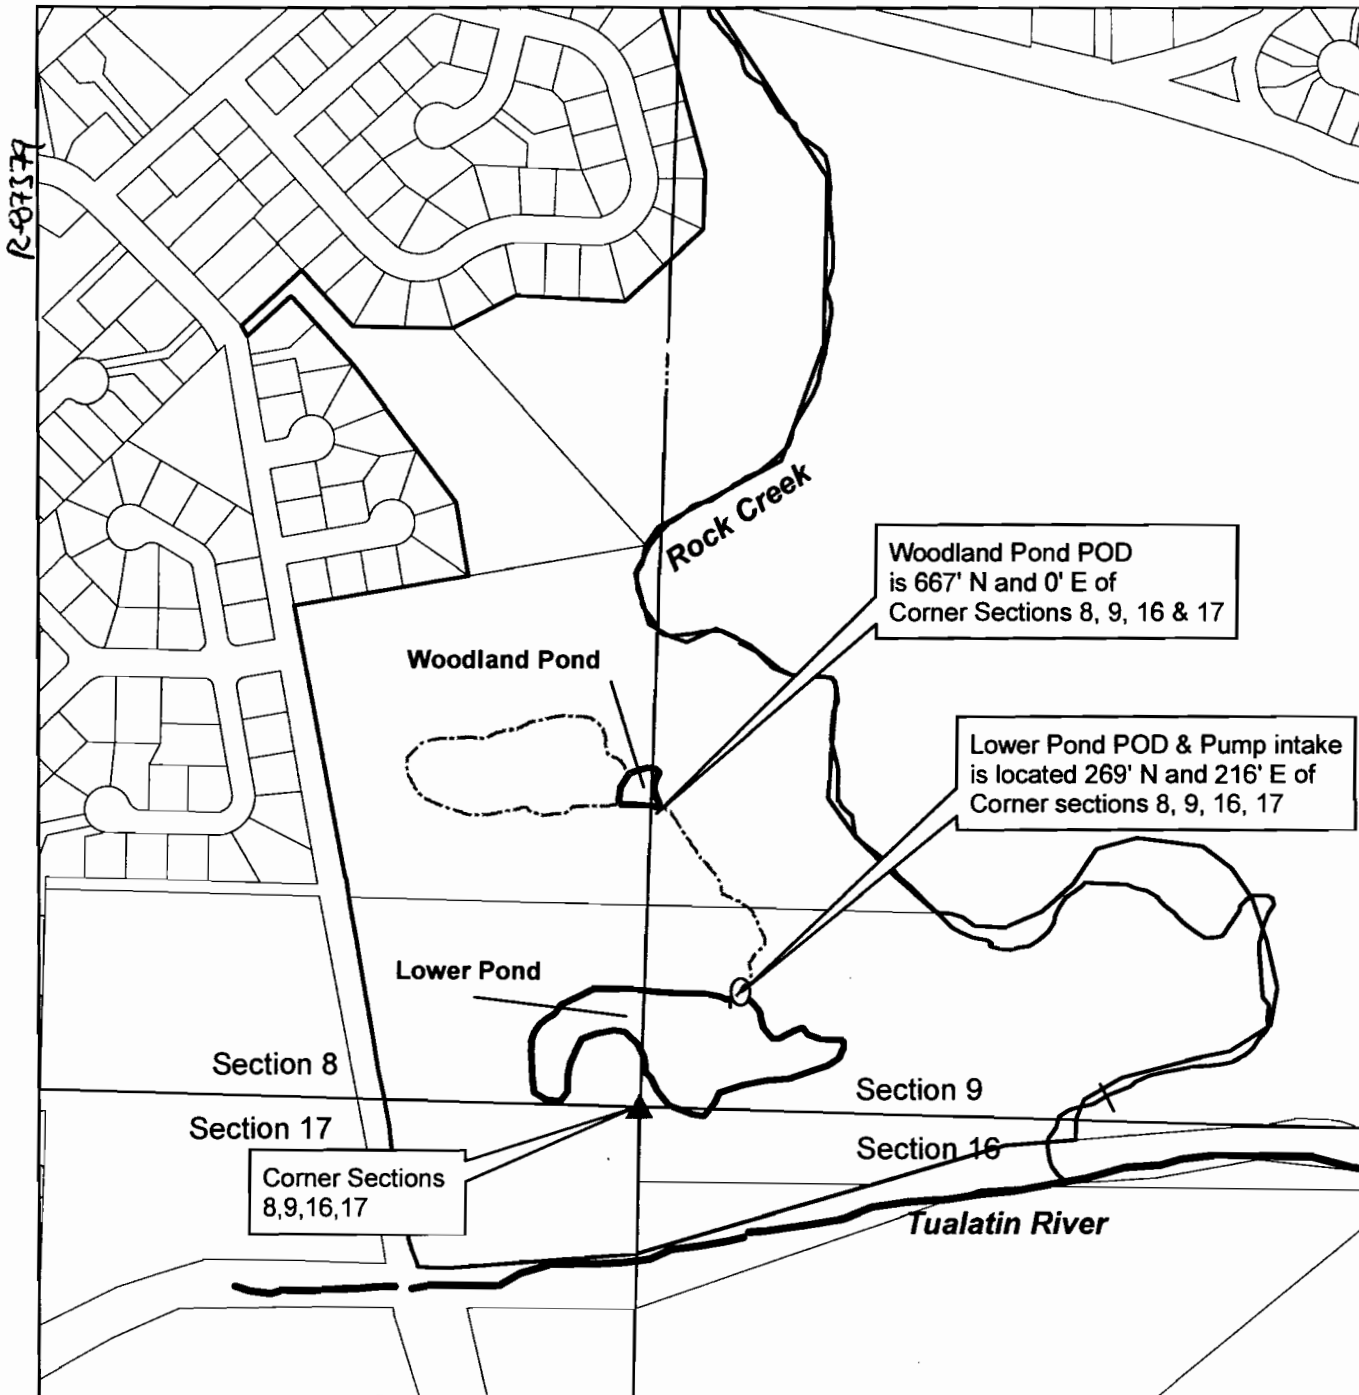 R-87379
Rock Creek
Woodland Pond POD
is 667' N and 0' E of
Corner Sections 8, 9, 16 & 17
Woodland Pond
Lower Pond POD & Pump intake
is located 269' N and 216' E of
Corner sections 8, 9, 16, 17
Lower Pond
Section 8
Section 9
Section 17
Section 16
Corner Sections
8,9,16,17
Tualatin River